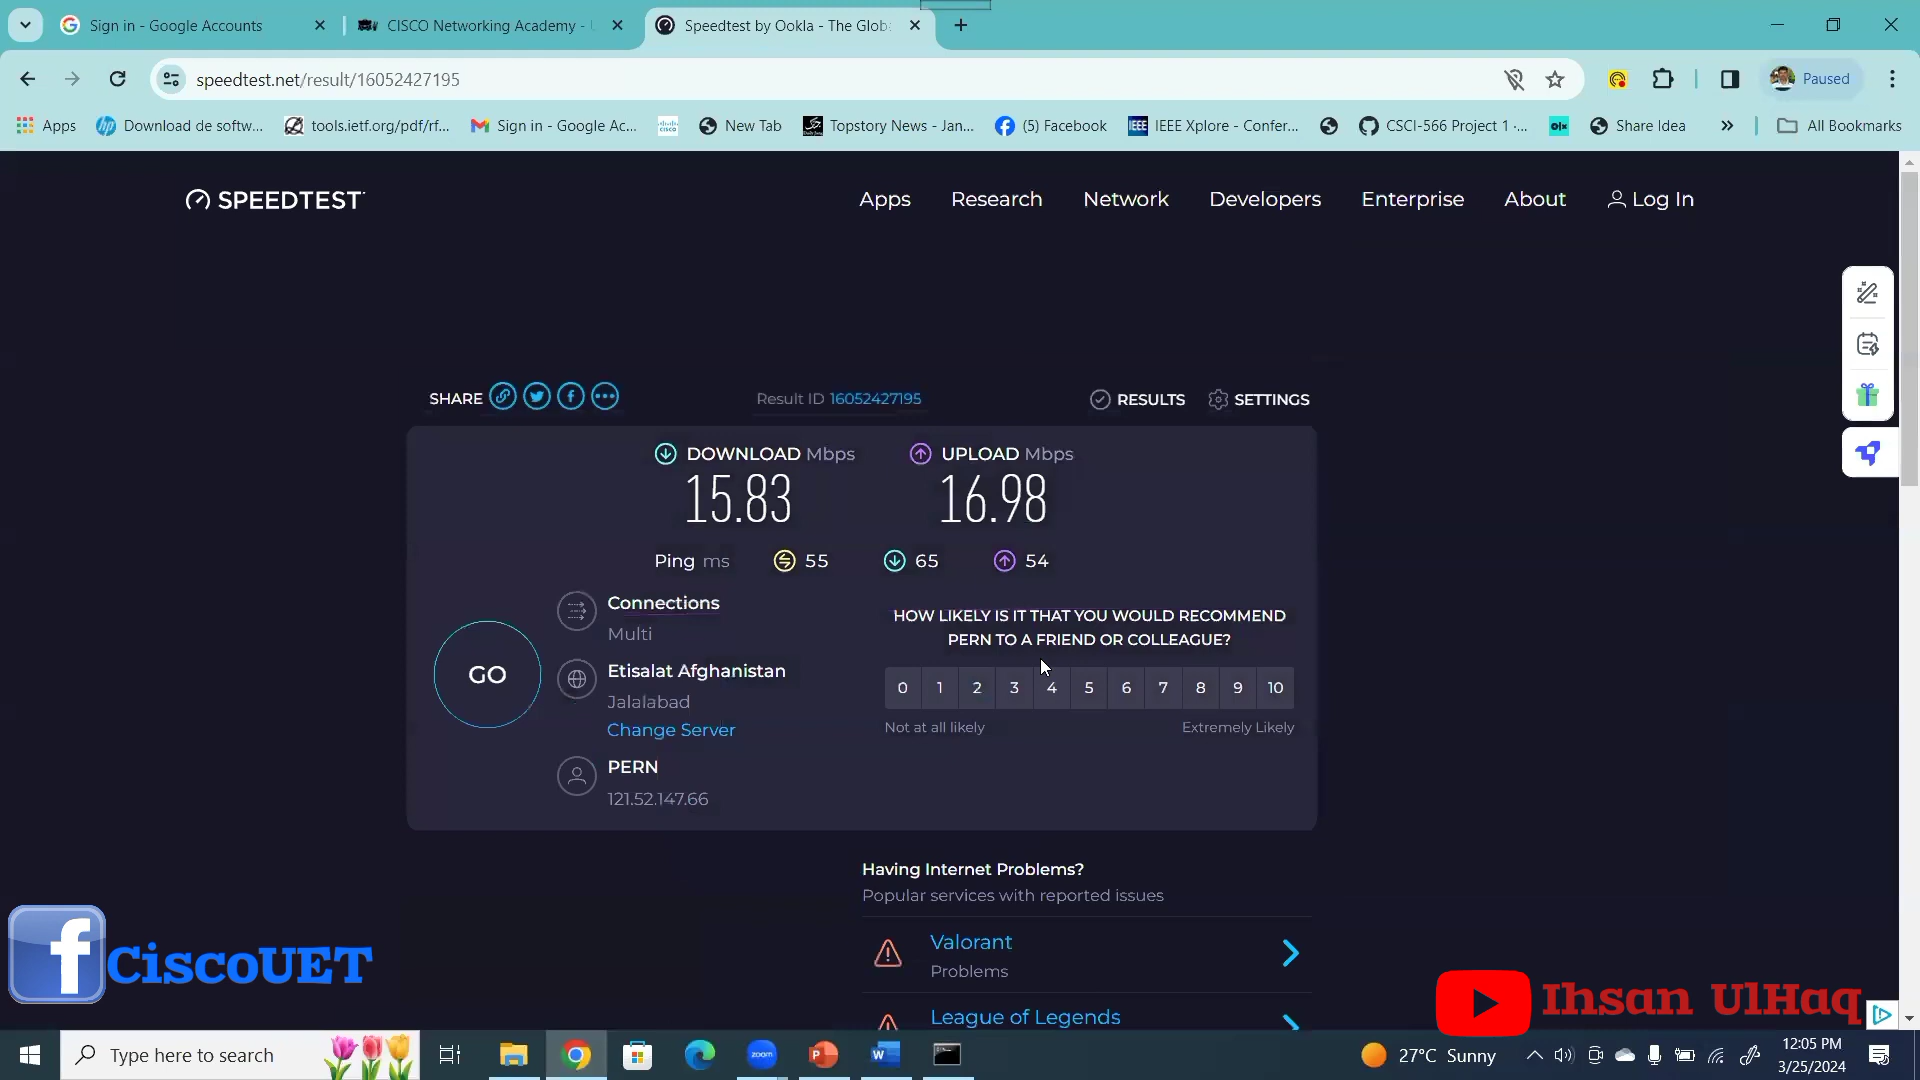 Sign in - Google Accounts
CISCO Networking Academy -
Speedtest by Ookla - The Glob
speedtest.net/result/16052427195
Paused
Apps
Download de softw...
tools.ietf.org/pdf/rf...
Sign in - Google Ac...
New Tab
Topstory News - Jan...
(5) Facebook
IEEE IEEE Xplore - Confer...
CSCI-566 Project 1 -...
olx
Share Idea
All Bookmarks
SPEEDTEST
Apps
Research
Network
Developers
Enterprise
About
Log In
SHARE
Result ID 16052427195
RESULTS
SETTINGS
DOWNLOAD Mbps
UPLOAD Mbps
15.83
16.98
Ping ms
55
65
54
Connections
Multi
HOW LIKELY IS IT THAT YOU WOULD RECOMMEND
PERN TO A FRIEND OR COLLEAGUE?
GO
Etisalat Afghanistan
Jalalabad
Change Server
0 1 2 3 4 5 6 7 8 9 10
Not at all likely
Extremely Likely
PERN
121.52.147.66
Having Internet Problems?
Popular services with reported issues
Valorant
Problems
League of Legends
f CiscoUET
Ihsan UlHaq
Type here to search
zoom
27°C Sunny
12:05 PM
3/25/2024